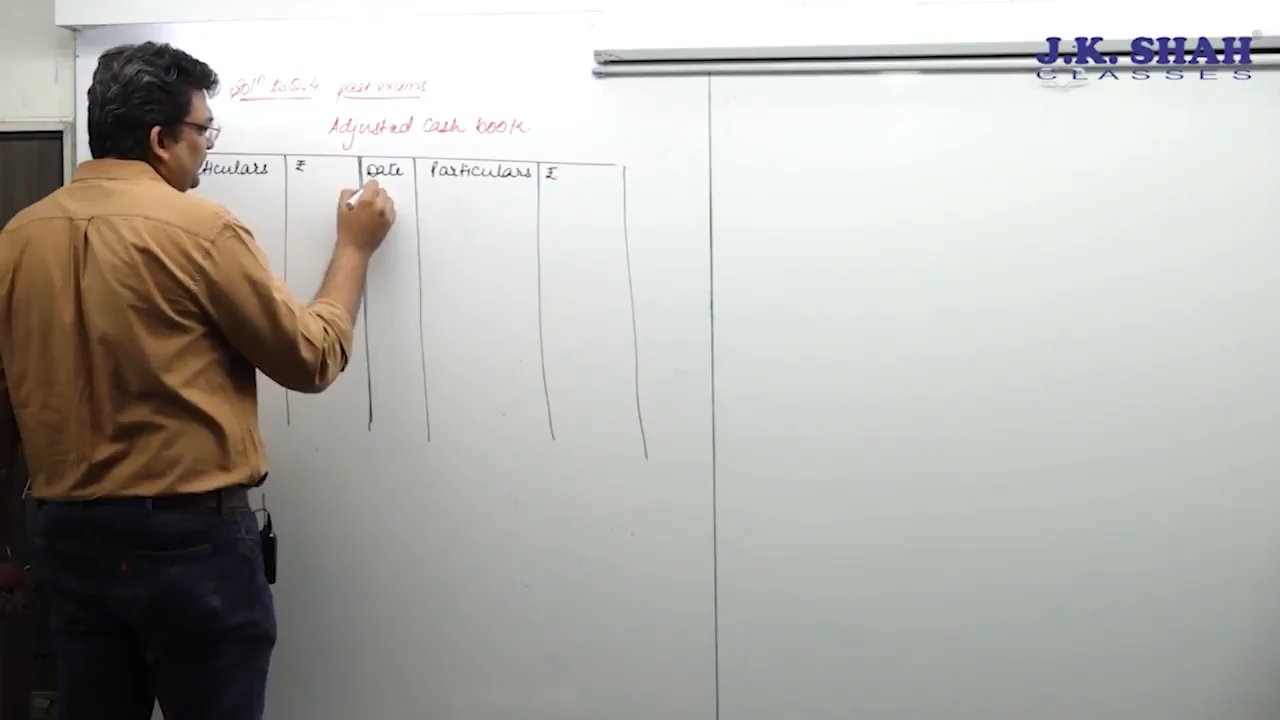 J.K. SHAH
CLASSES
Solⁿ to Q.4 past exams
Adjusted Cash book.
ticulars ₹ Date Particulars ₹